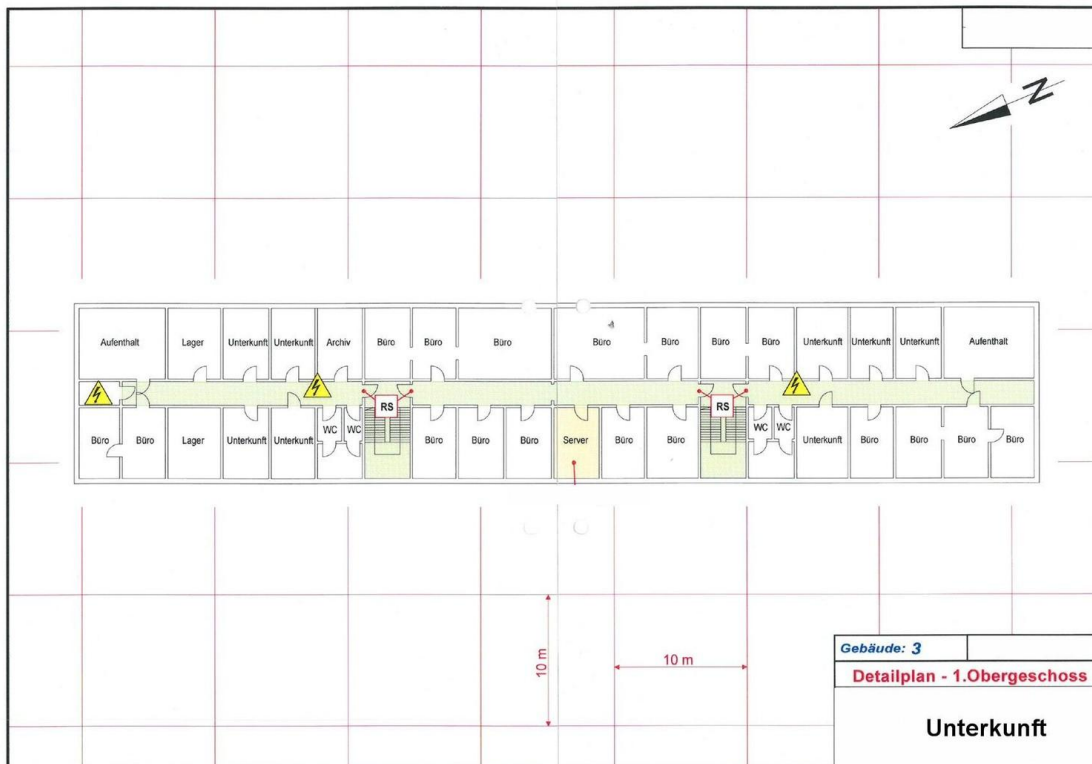 N
Aufenthalt Lager Unterkunft Unterkunft Archiv Büro Büro Büro Büro Büro Büro Büro Unterkunft Unterkunft Unterkunft Aufenthalt
RS RS
Büro Büro Lager Unterkunft Unterkunft WC WC Büro Büro Büro Server Büro Büro WC WC Unterkunft Büro Büro Büro Büro
10 m
10 m
Gebäude: 3
Detailplan - 1.Obergeschoss
Unterkunft